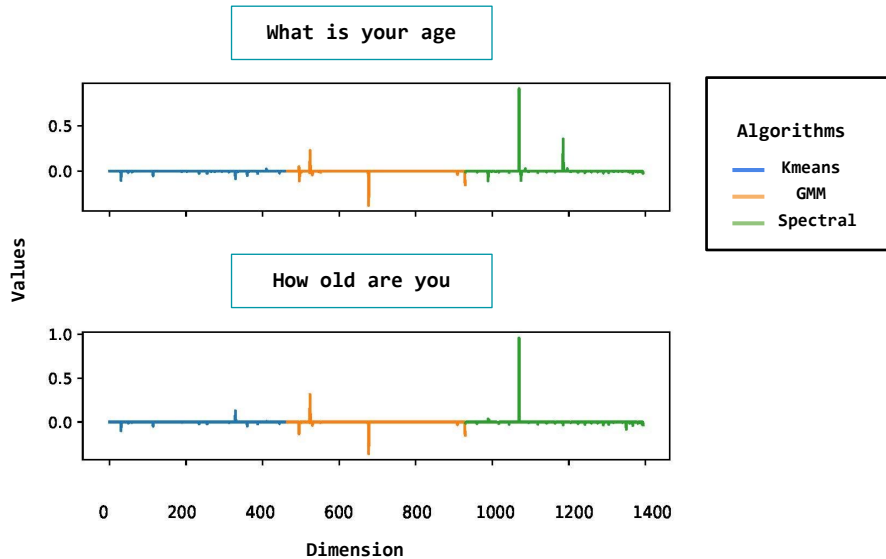 What is your age
0.5
0.0
Algorithms
Kmeans
GMM
Spectral
Values
How old are you
1.0
0.5
0.0
0 200 400 600 800 1000 1200 1400
Dimension